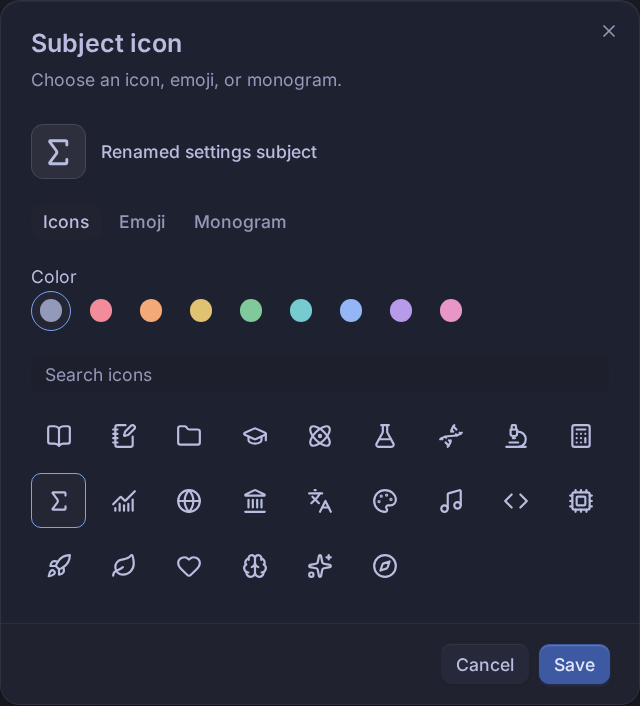 Subject icon
Choose an icon, emoji, or monogram.
Renamed settings subject
Icons Emoji Monogram
Color
Search icons
Cancel Save